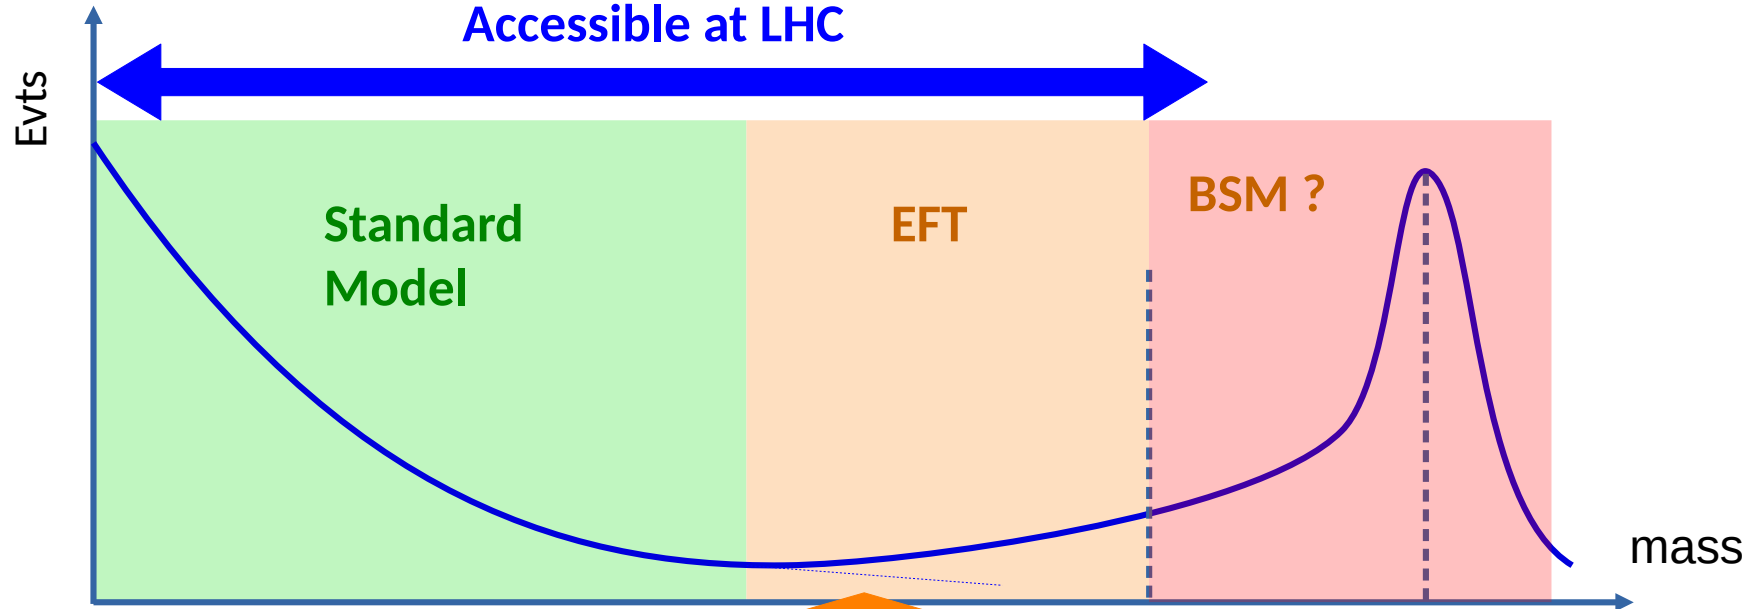 Accessible at LHC
Evts
Standard
Model
EFT
BSM ?
mass